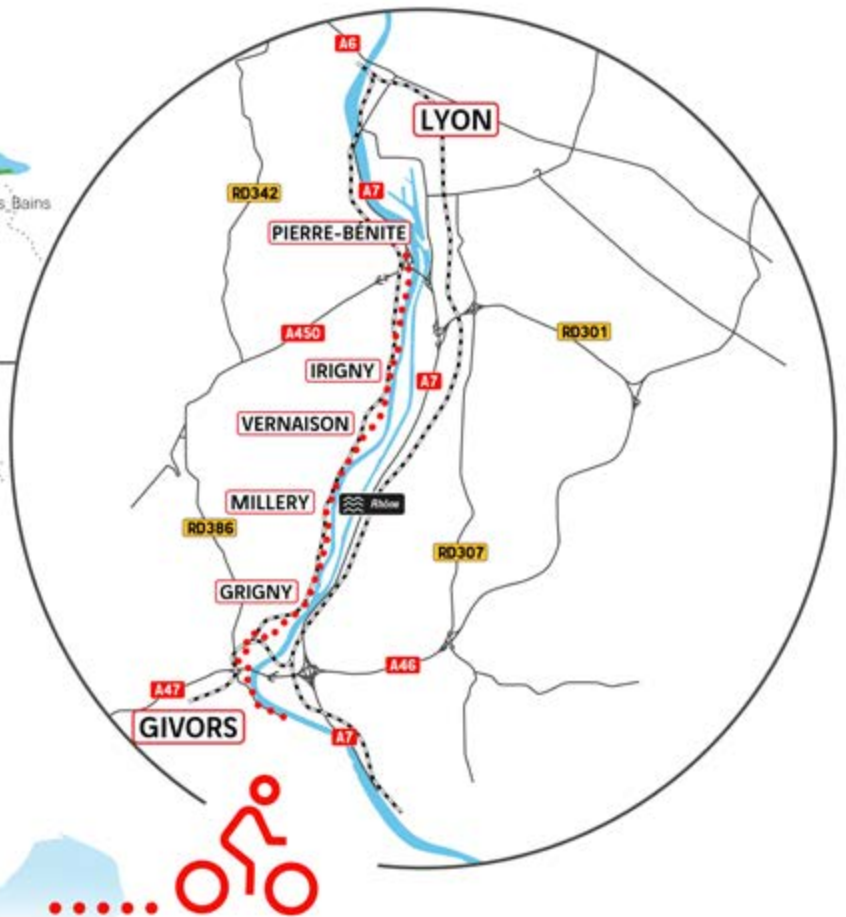 A6
LYON
s_Bains
RD342
A7
PIERRE-BÉNITE
A450
RD301
IRIGNY
A7
VERNAISON
MILLERY
Rhône
RD386
RD307
GRIGNY
A46
A47
GIVORS
A7